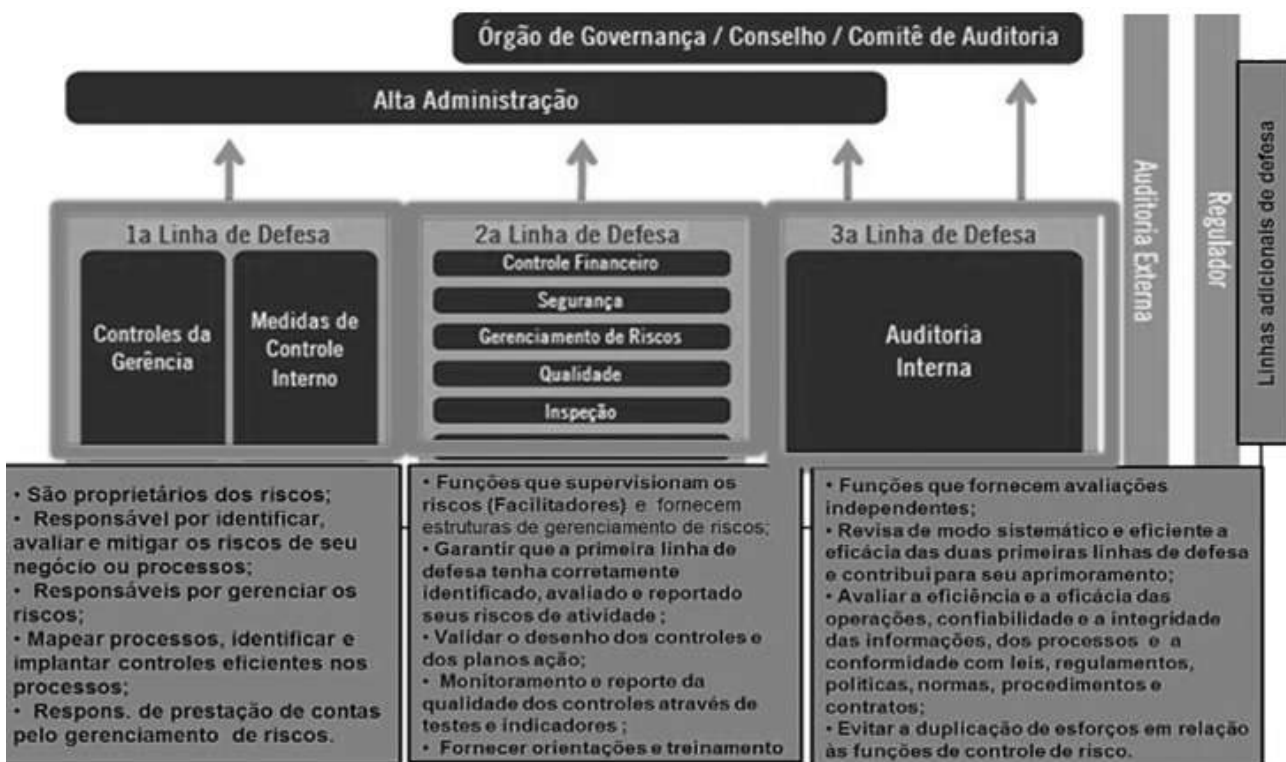 Órgão de Governança / Conselho / Comitê de Auditoria
Alta Administração
1a Linha de Defesa
Controles da
Gerência
Medidas de
Controle
Interno
2a Linha de Defesa
Controle Financeiro
Segurança
Gerenciamento de Riscos
Qualidade
Inspeção
3a Linha de Defesa
Auditoria
Interna
Auditoria Externa
Regulador
Linhas adicionais de defesa
• São proprietários dos riscos;
• Responsável por identificar,
avaliar e mitigar os riscos de seu
negócio ou processos;
• Responsáveis por gerenciar os
riscos;
• Mapear processos, identificar e
implantar controles eficientes nos
processos;
• Respons. de prestação de contas
pelo gerenciamento de riscos.
• Funções que supervisionam os
riscos (Facilitadores) e fornecem
estruturas de gerenciamento de riscos;
• Garantir que a primeira linha de
defesa tenha corretamente
identificado, avaliado e reportado
seus riscos de atividade ;
• Validar o desenho dos controles e
dos planos ação;
• Monitoramento e reporte da
qualidade dos controles através de
testes e indicadores ;
• Fornecer orientações e treinamento
• Funções que fornecem avaliações
independentes;
• Revisa de modo sistemático e eficiente a
eficácia das duas primeiras linhas de defesa
e contribui para seu aprimoramento;
• Avaliar a eficiência e a eficácia das
operações, confiabilidade e a integridade
das informações, dos processos e a
conformidade com leis, regulamentos,
políticas, normas, procedimentos e
contratos;
• Evitar a duplicação de esforços em relação
às funções de controle de risco.